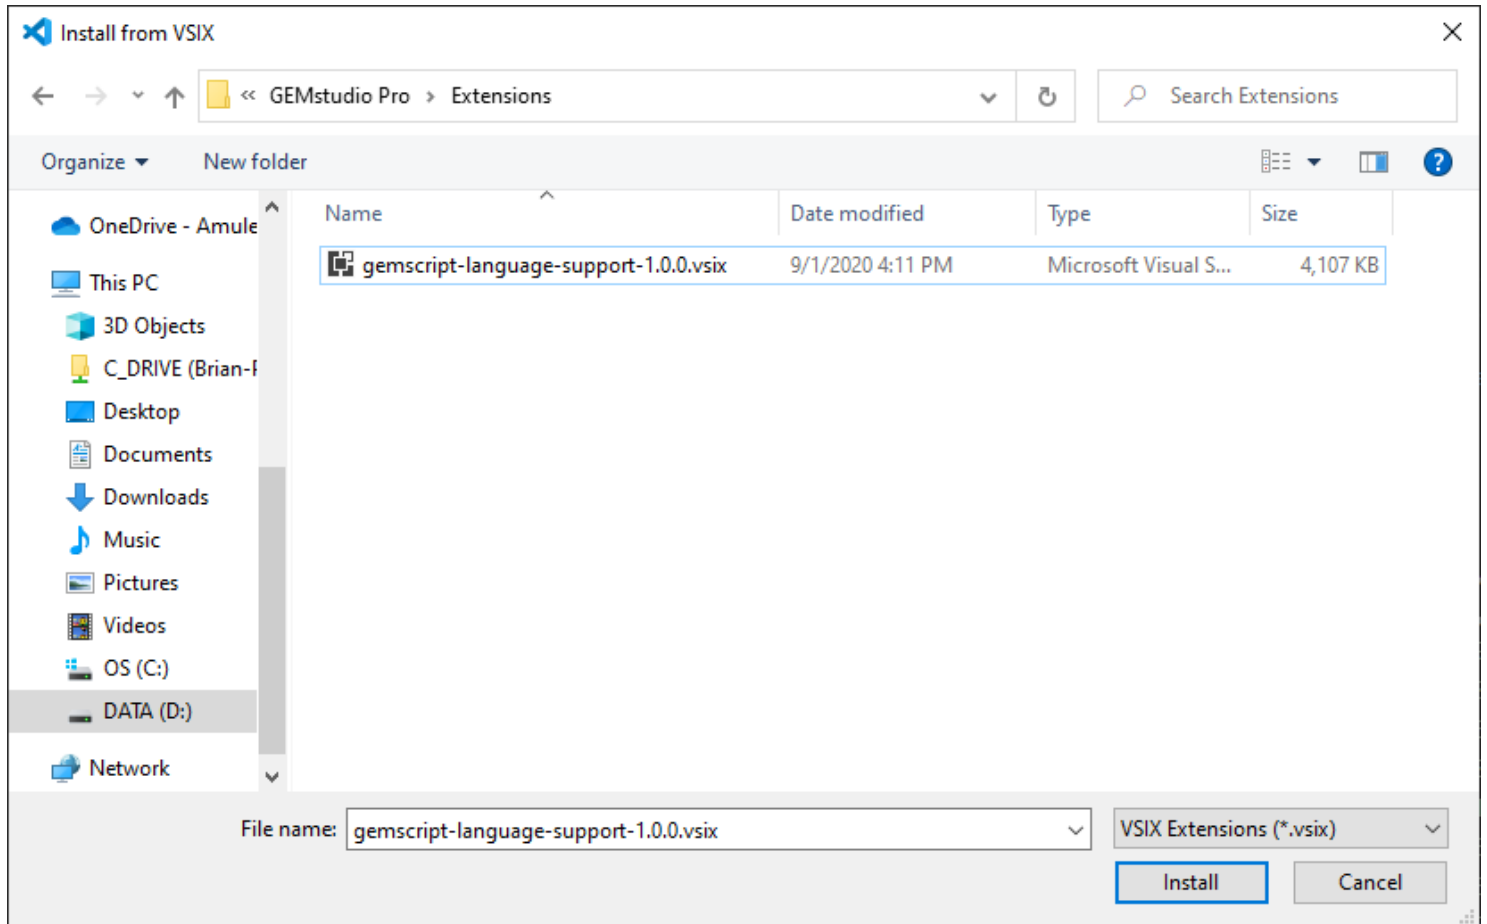 Install from VSIX
« GEMstudio Pro › Extensions
Search Extensions
Organize
New folder
Name
Date modified
Type
Size
gemscript-language-support-1.0.0.vsix 9/1/2020 4:11 PM Microsoft Visual S... 4,107 KB
OneDrive - Amule
This PC
3D Objects
C_DRIVE (Brian-
Desktop
Documents
Downloads
Music
Pictures
Videos
OS (C:)
DATA (D:)
Network
File name: gemscript-language-support-1.0.0.vsix
VSIX Extensions (*.vsix)
Install
Cancel